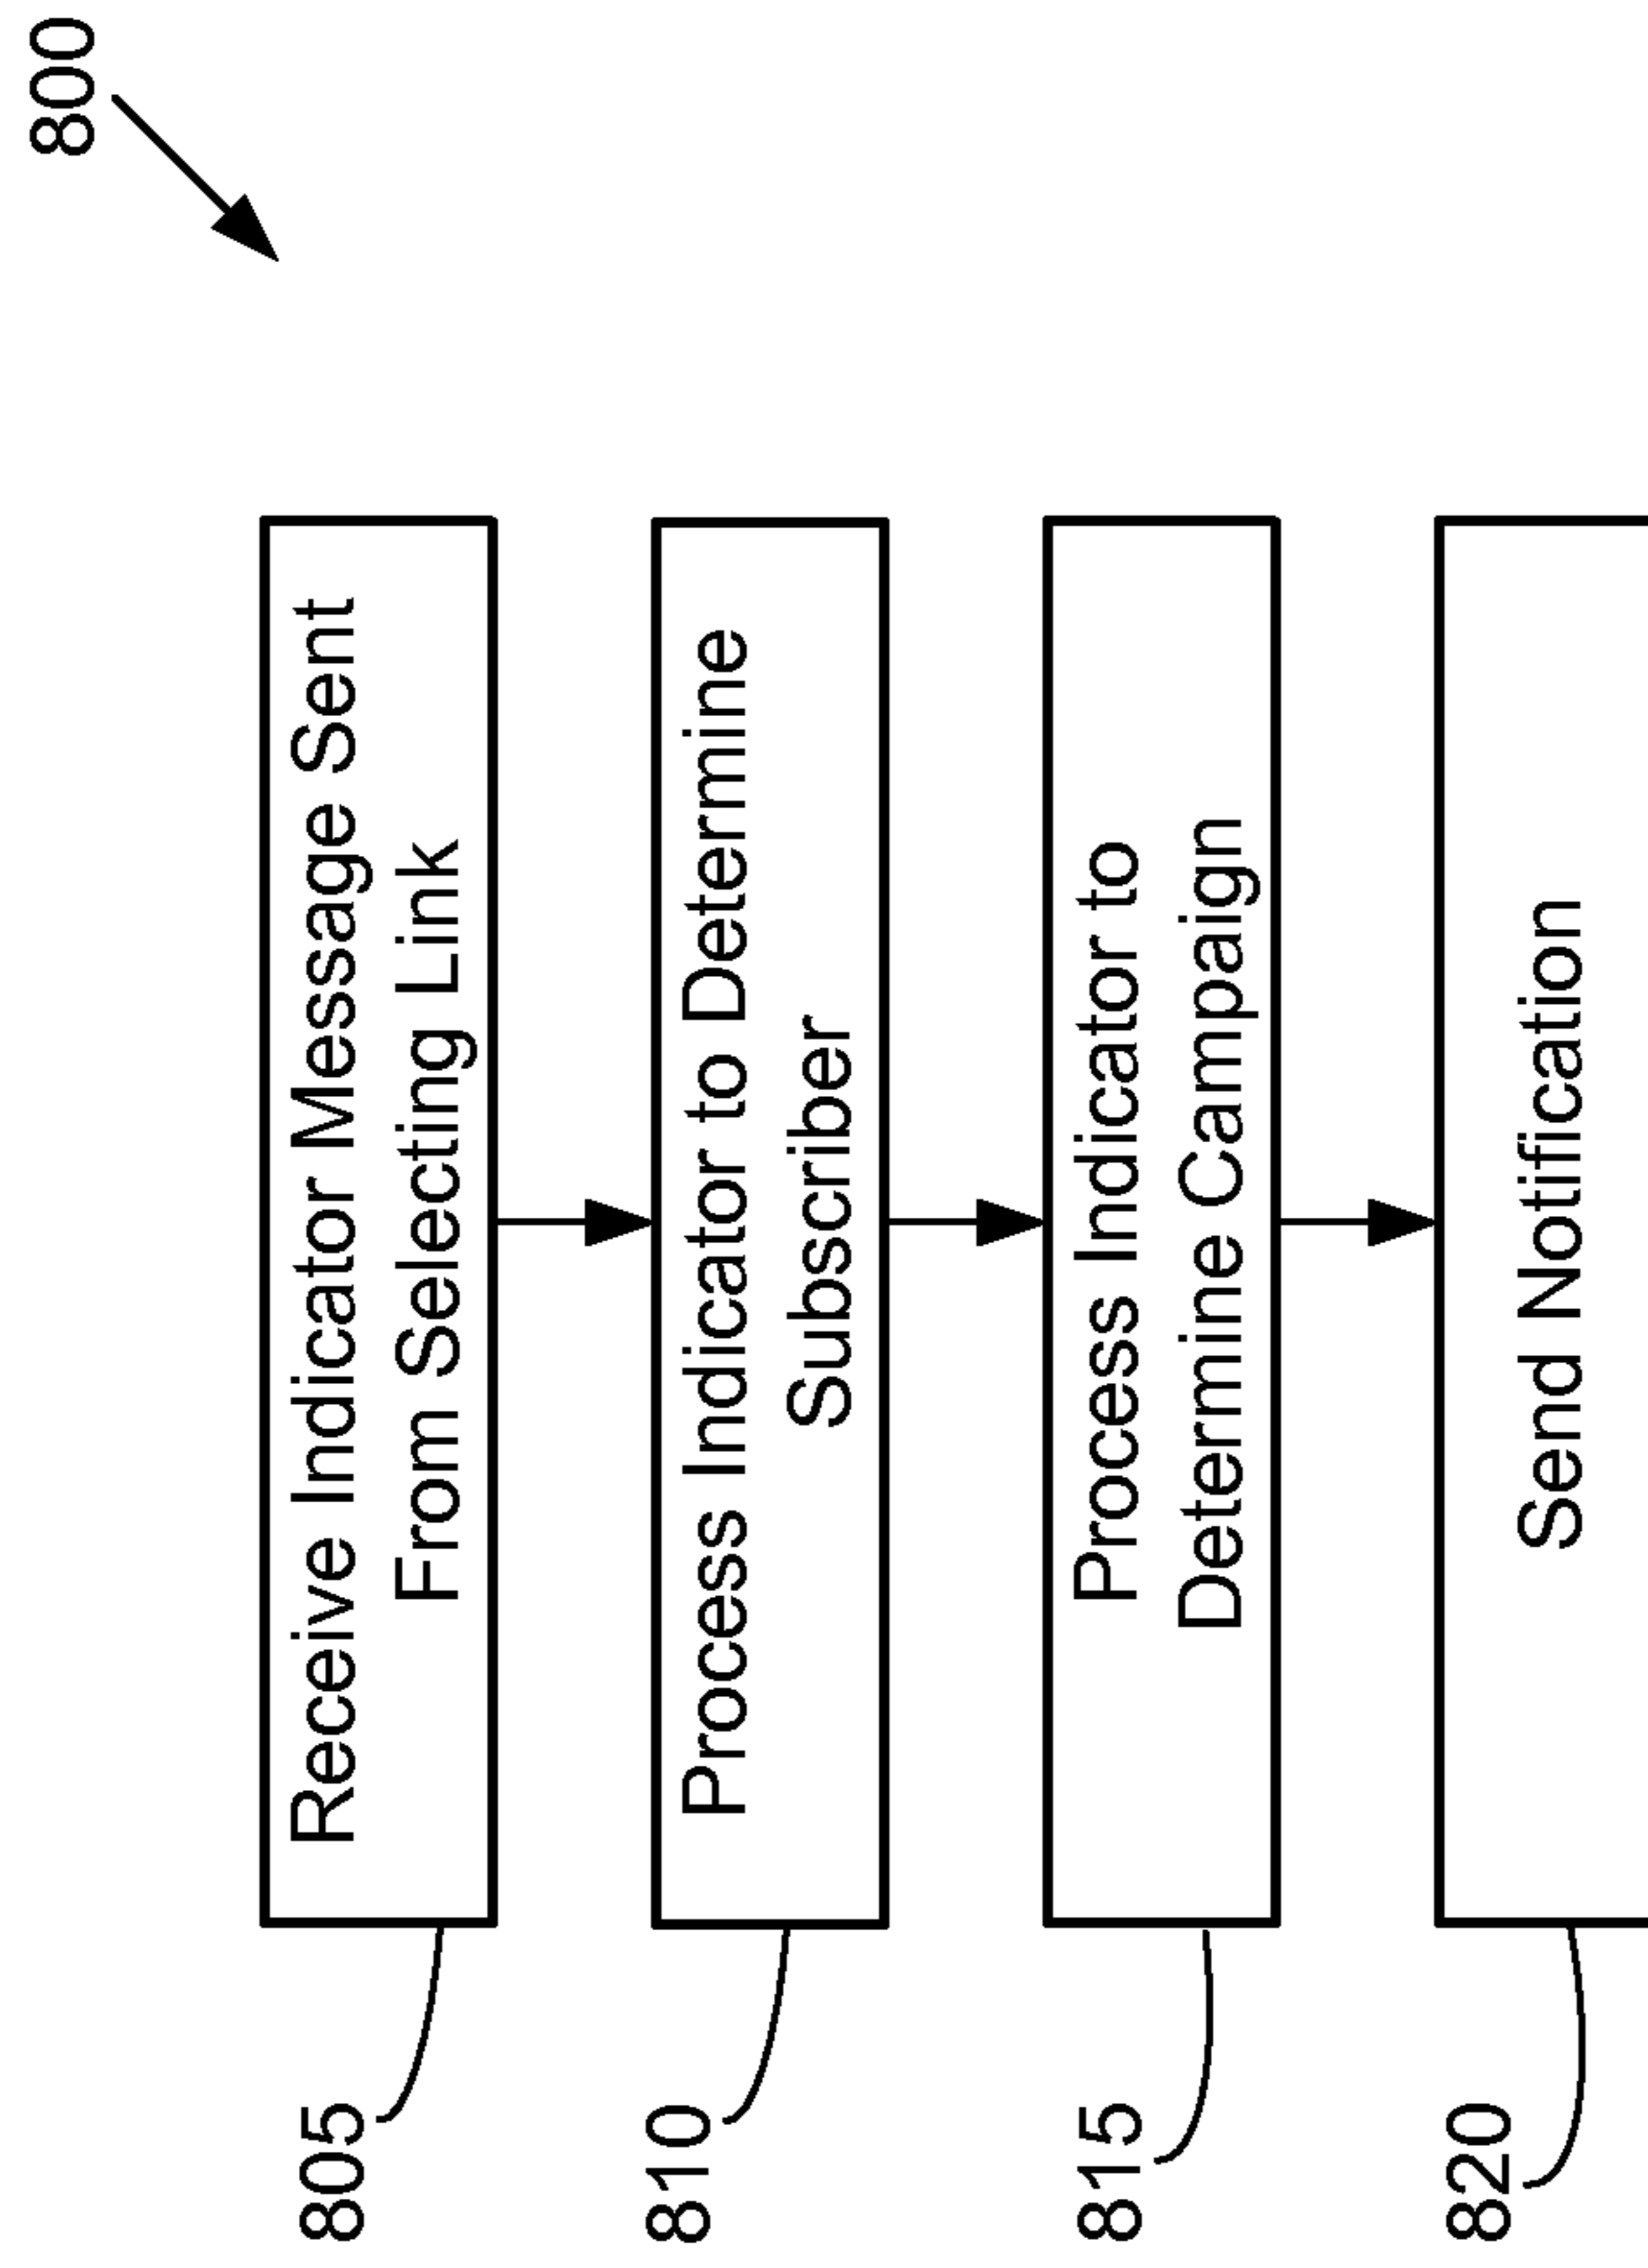 800
805
Receive Indicator Message Sent
From Selecting Link
810
Process Indicator to Determine
Subscriber
815
Process Indicator to
Determine Campaign
820
Send Notification